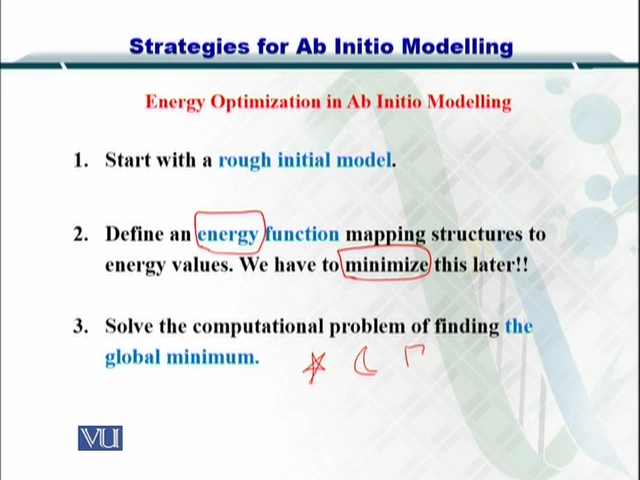 Strategies for Ab Initio Modelling
Energy Optimization in Ab Initio Modelling
1. Start with a rough initial model.
2. Define an energy function mapping structures to
energy values. We have to minimize this later!!
3. Solve the computational problem of finding the
global minimum.
VU